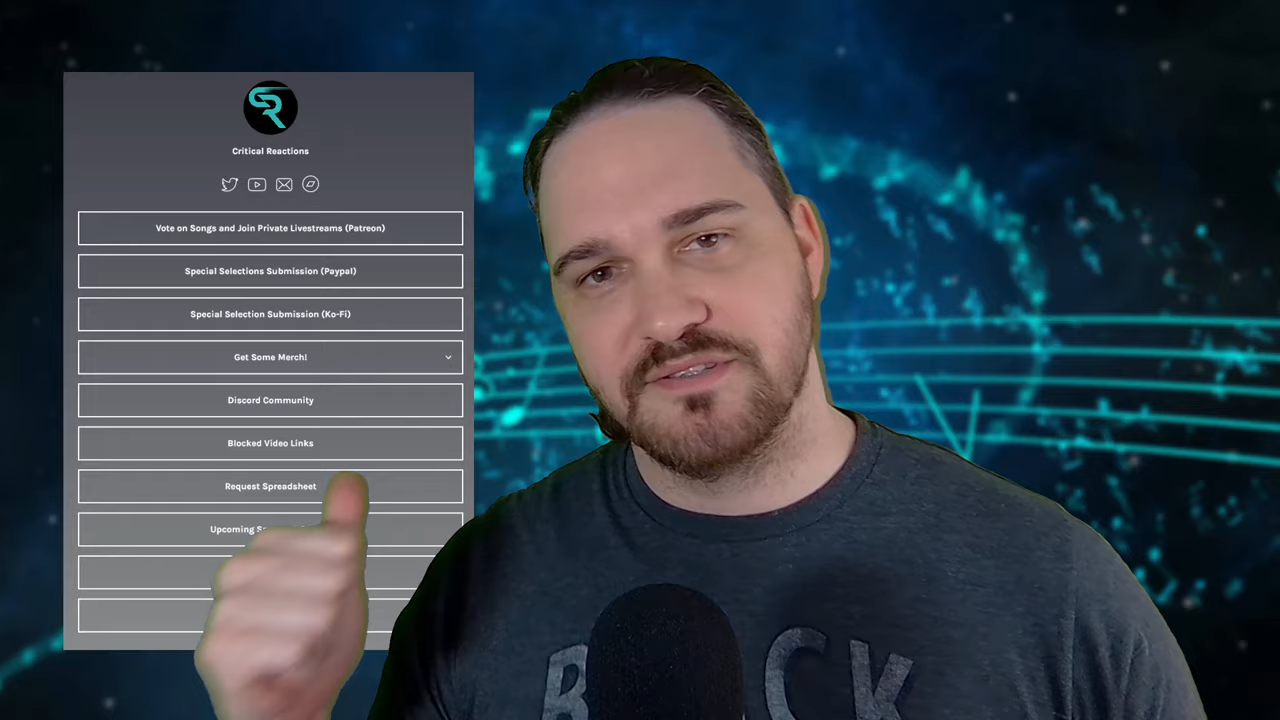 CR
Critical Reactions
Vote on Songs and Join Private Livestreams (Patreon)
Special Selections Submission (Paypal)
Special Selection Submission (Ko-Fi)
Get Some Merch!
Discord Community
Blocked Video Links
Request Spreadsheet
Upcoming